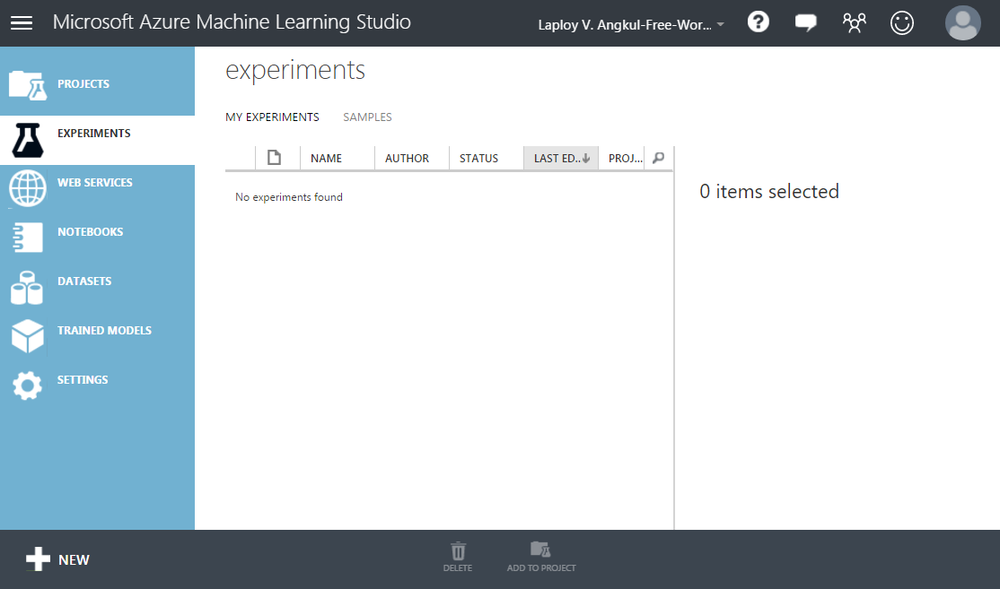 Microsoft Azure Machine Learning Studio
Laploy V. Angkul-Free-Wor...
?
PROJECTS
EXPERIMENTS
WEB SERVICES
NOTEBOOKS
DATASETS
TRAINED MODELS
SETTINGS
experiments
MY EXPERIMENTS SAMPLES
NAME AUTHOR STATUS LAST ED.. PROJ...
No experiments found
0 items selected
NEW
DELETE
ADD TO PROJECT